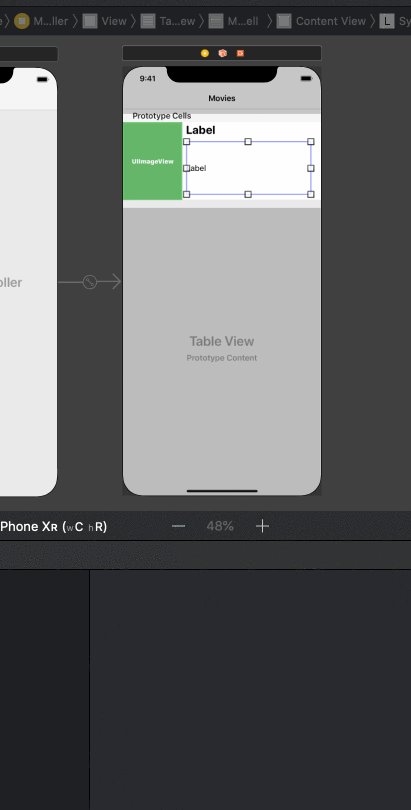 M...ller 〉 View 〉 Ta...ew 〉 M...ell 〉 Content View 〉 L Sy
9:41
Movies
Prototype Cells
Label
UIImageView
Label
oller
Table View
Prototype Content
Phone XR (wC hR)
48%